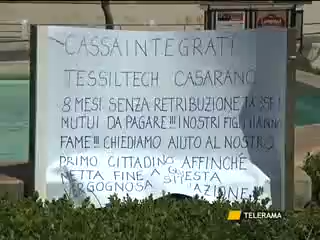 TELERAMA
CASSAINTEGRATI
TESSILTECH CASARANO
8 MESI SENZA RETRIBUZIONE
MUTUI DA PAGARE!!! I NOSTRI FIGLI HANNO
FAME!!! CHIEDIAMO AIUTO AL NOSTRO
PRIMO CITTADINO AFFINCHÈ
METTA FINE A QUESTA
VERGOGNOSA SITUAZIONE
TELERAMA